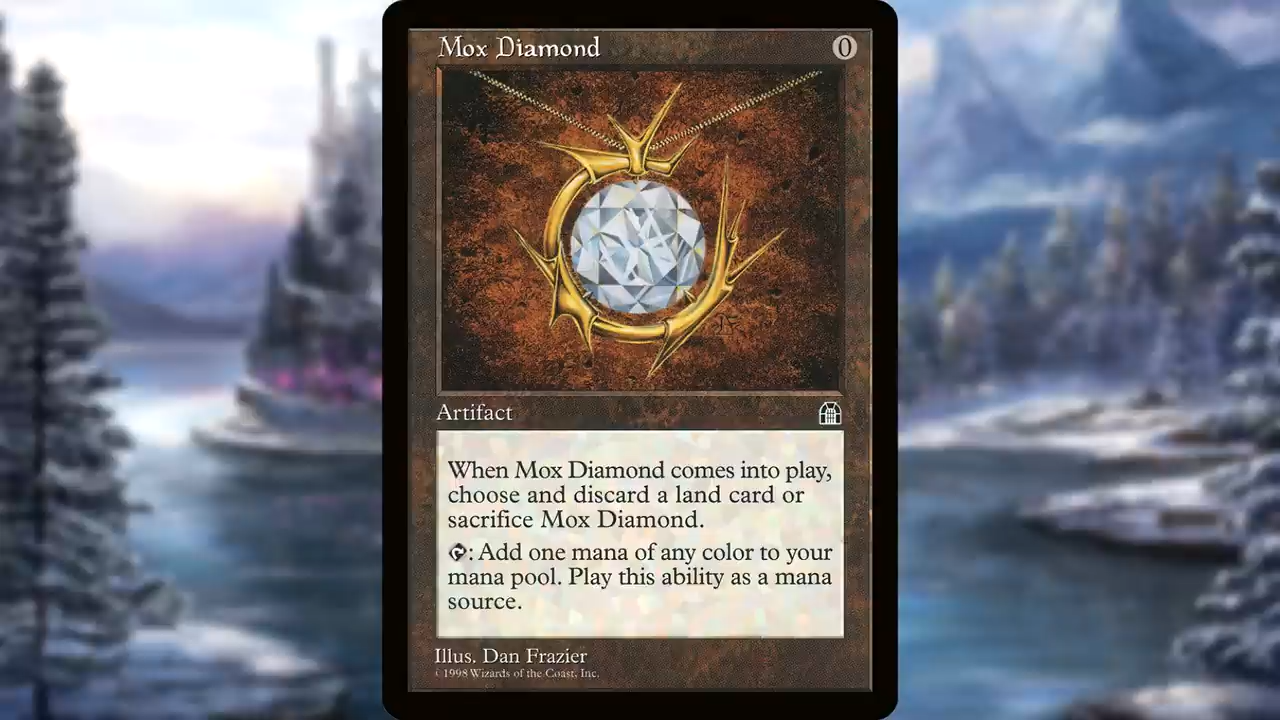 Mox Diamond 0
Artifact
When Mox Diamond comes into play,
choose and discard a land card or
sacrifice Mox Diamond.
: Add one mana of any color to your
mana pool. Play this ability as a mana
source.
Illus. Dan Frazier
© 1998 Wizards of the Coast, Inc.